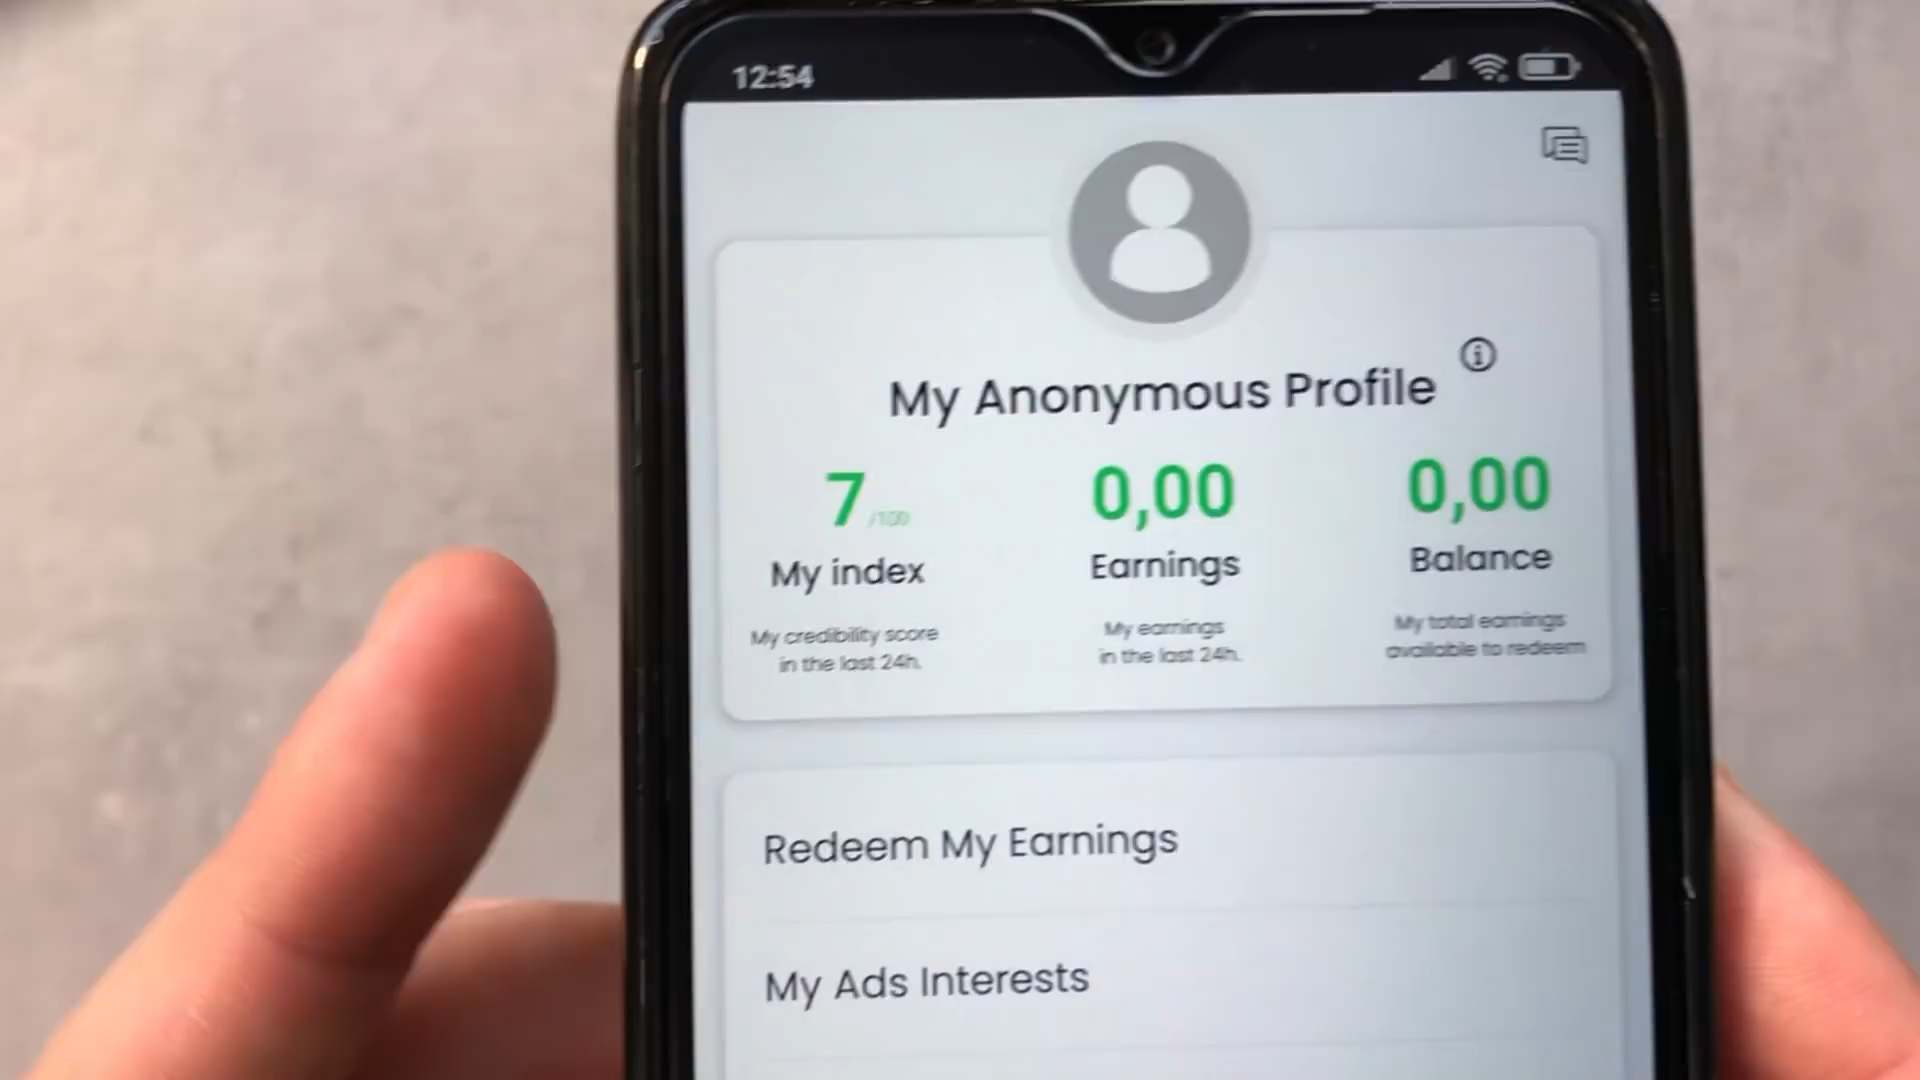 12:54
My Anonymous Profile
7 /100
0,00
0,00
My index
Earnings
Balance
My credibility score
in the last 24h.
My earnings
in the last 24h.
My total earnings
available to redeem
Redeem My Earnings
My Ads Interests